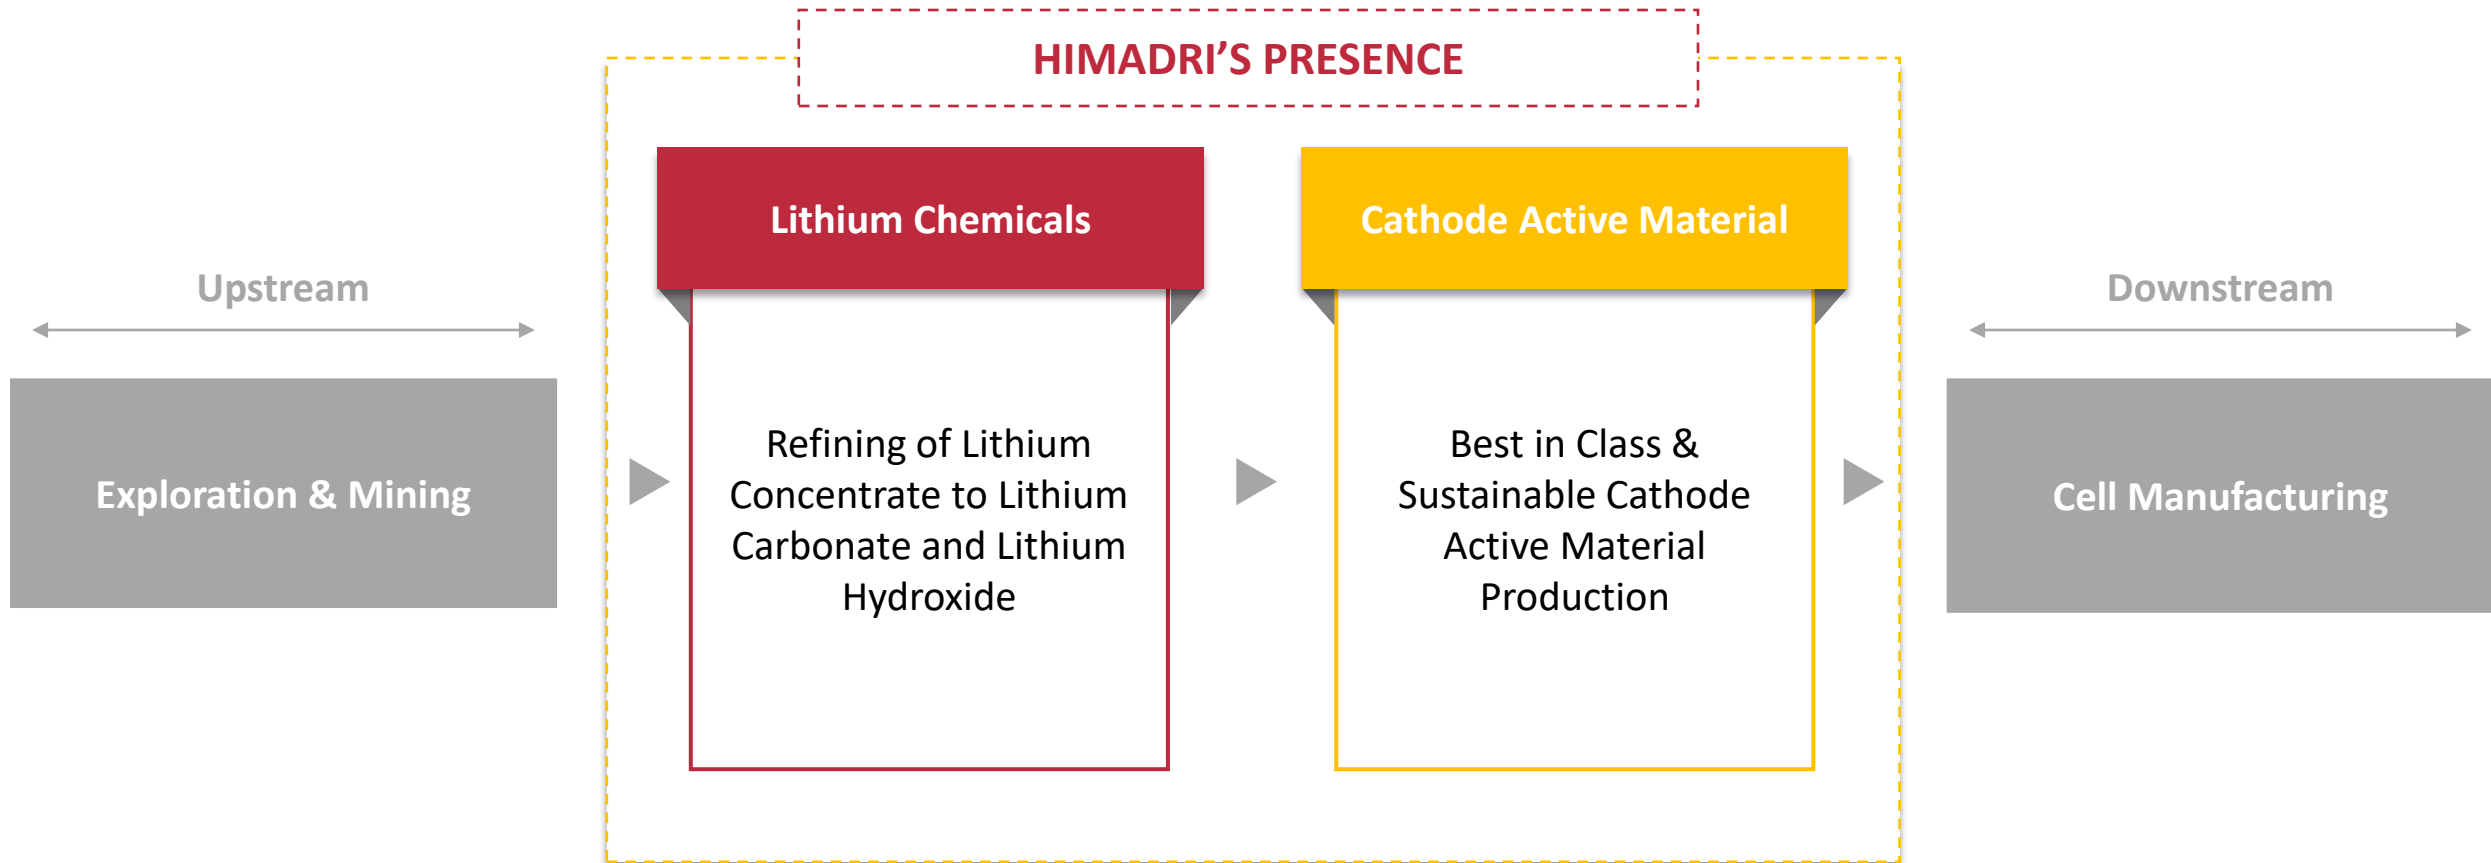 HIMADRI’S PRESENCE
Upstream
Exploration & Mining
Lithium Chemicals
Refining of Lithium
Concentrate to Lithium
Carbonate and Lithium
Hydroxide
Cathode Active Material
Best in Class &
Sustainable Cathode
Active Material
Production
Downstream
Cell Manufacturing